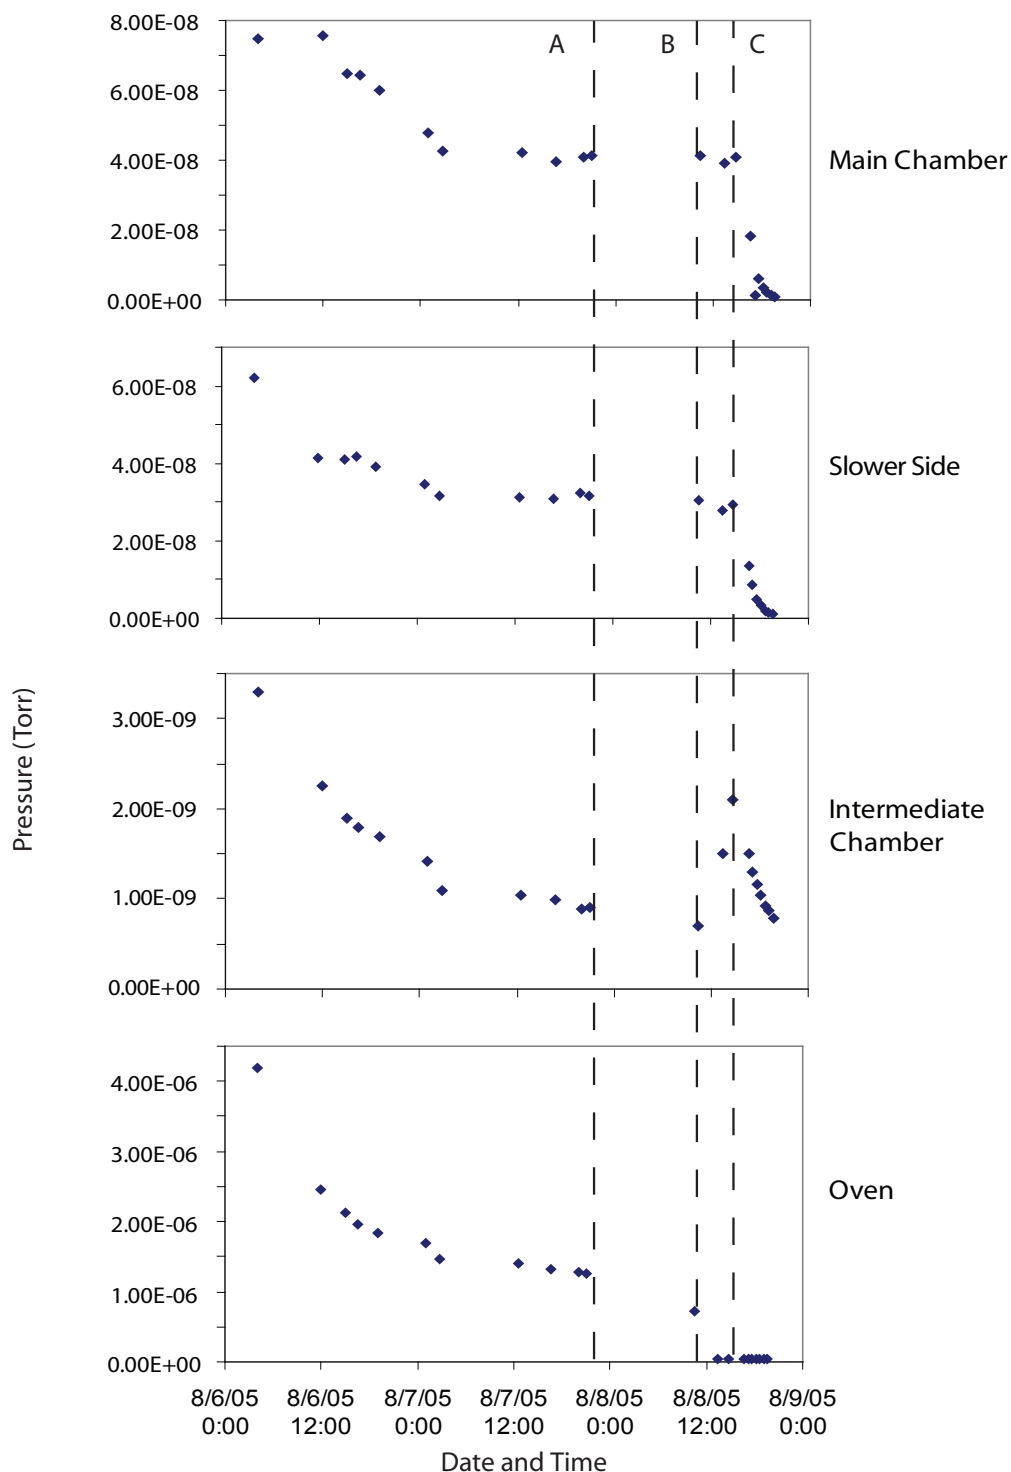 8.00E-08
A
B
C
6.00E-08
4.00E-08
Main Chamber
2.00E-08
0.00E+00
6.00E-08
4.00E-08
Slower Side
2.00E-08
0.00E+00
Pressure (Torr)
3.00E-09
2.00E-09
Intermediate
Chamber
1.00E-09
0.00E+00
4.00E-06
3.00E-06
Oven
2.00E-06
1.00E-06
0.00E+00
8/6/05 8/6/05 8/7/05 8/7/05 8/8/05 8/8/05 8/9/05
0:00 12:00 0:00 12:00 0:00 12:00 0:00
Date and Time